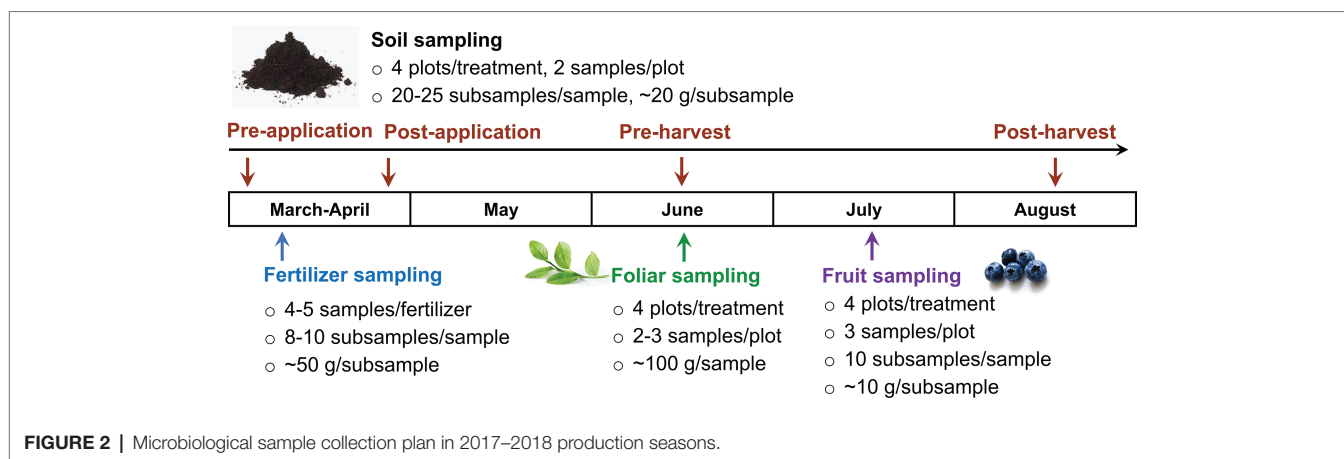 Soil sampling
○ 4 plots/treatment, 2 samples/plot
○ 20-25 subsamples/sample, ~20 g/subsample
Pre-application Post-application Pre-harvest Post-harvest
March-April May June July August
Fertilizer sampling
○ 4-5 samples/fertilizer
○ 8-10 subsamples/sample
○ ~50 g/subsample
Foliar sampling
○ 4 plots/treatment
○ 2-3 samples/plot
○ ~100 g/sample
Fruit sampling
○ 4 plots/treatment
○ 3 samples/plot
○ 10 subsamples/sample
○ ~10 g/subsample
FIGURE 2 | Microbiological sample collection plan in 2017–2018 production seasons.